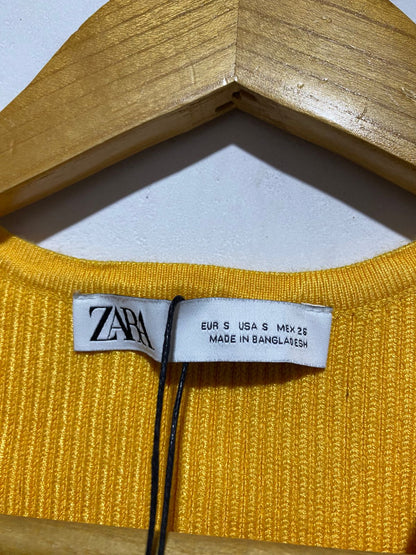 ZARA
EUR S USA S MEX 26
MADE IN BANGLADESH